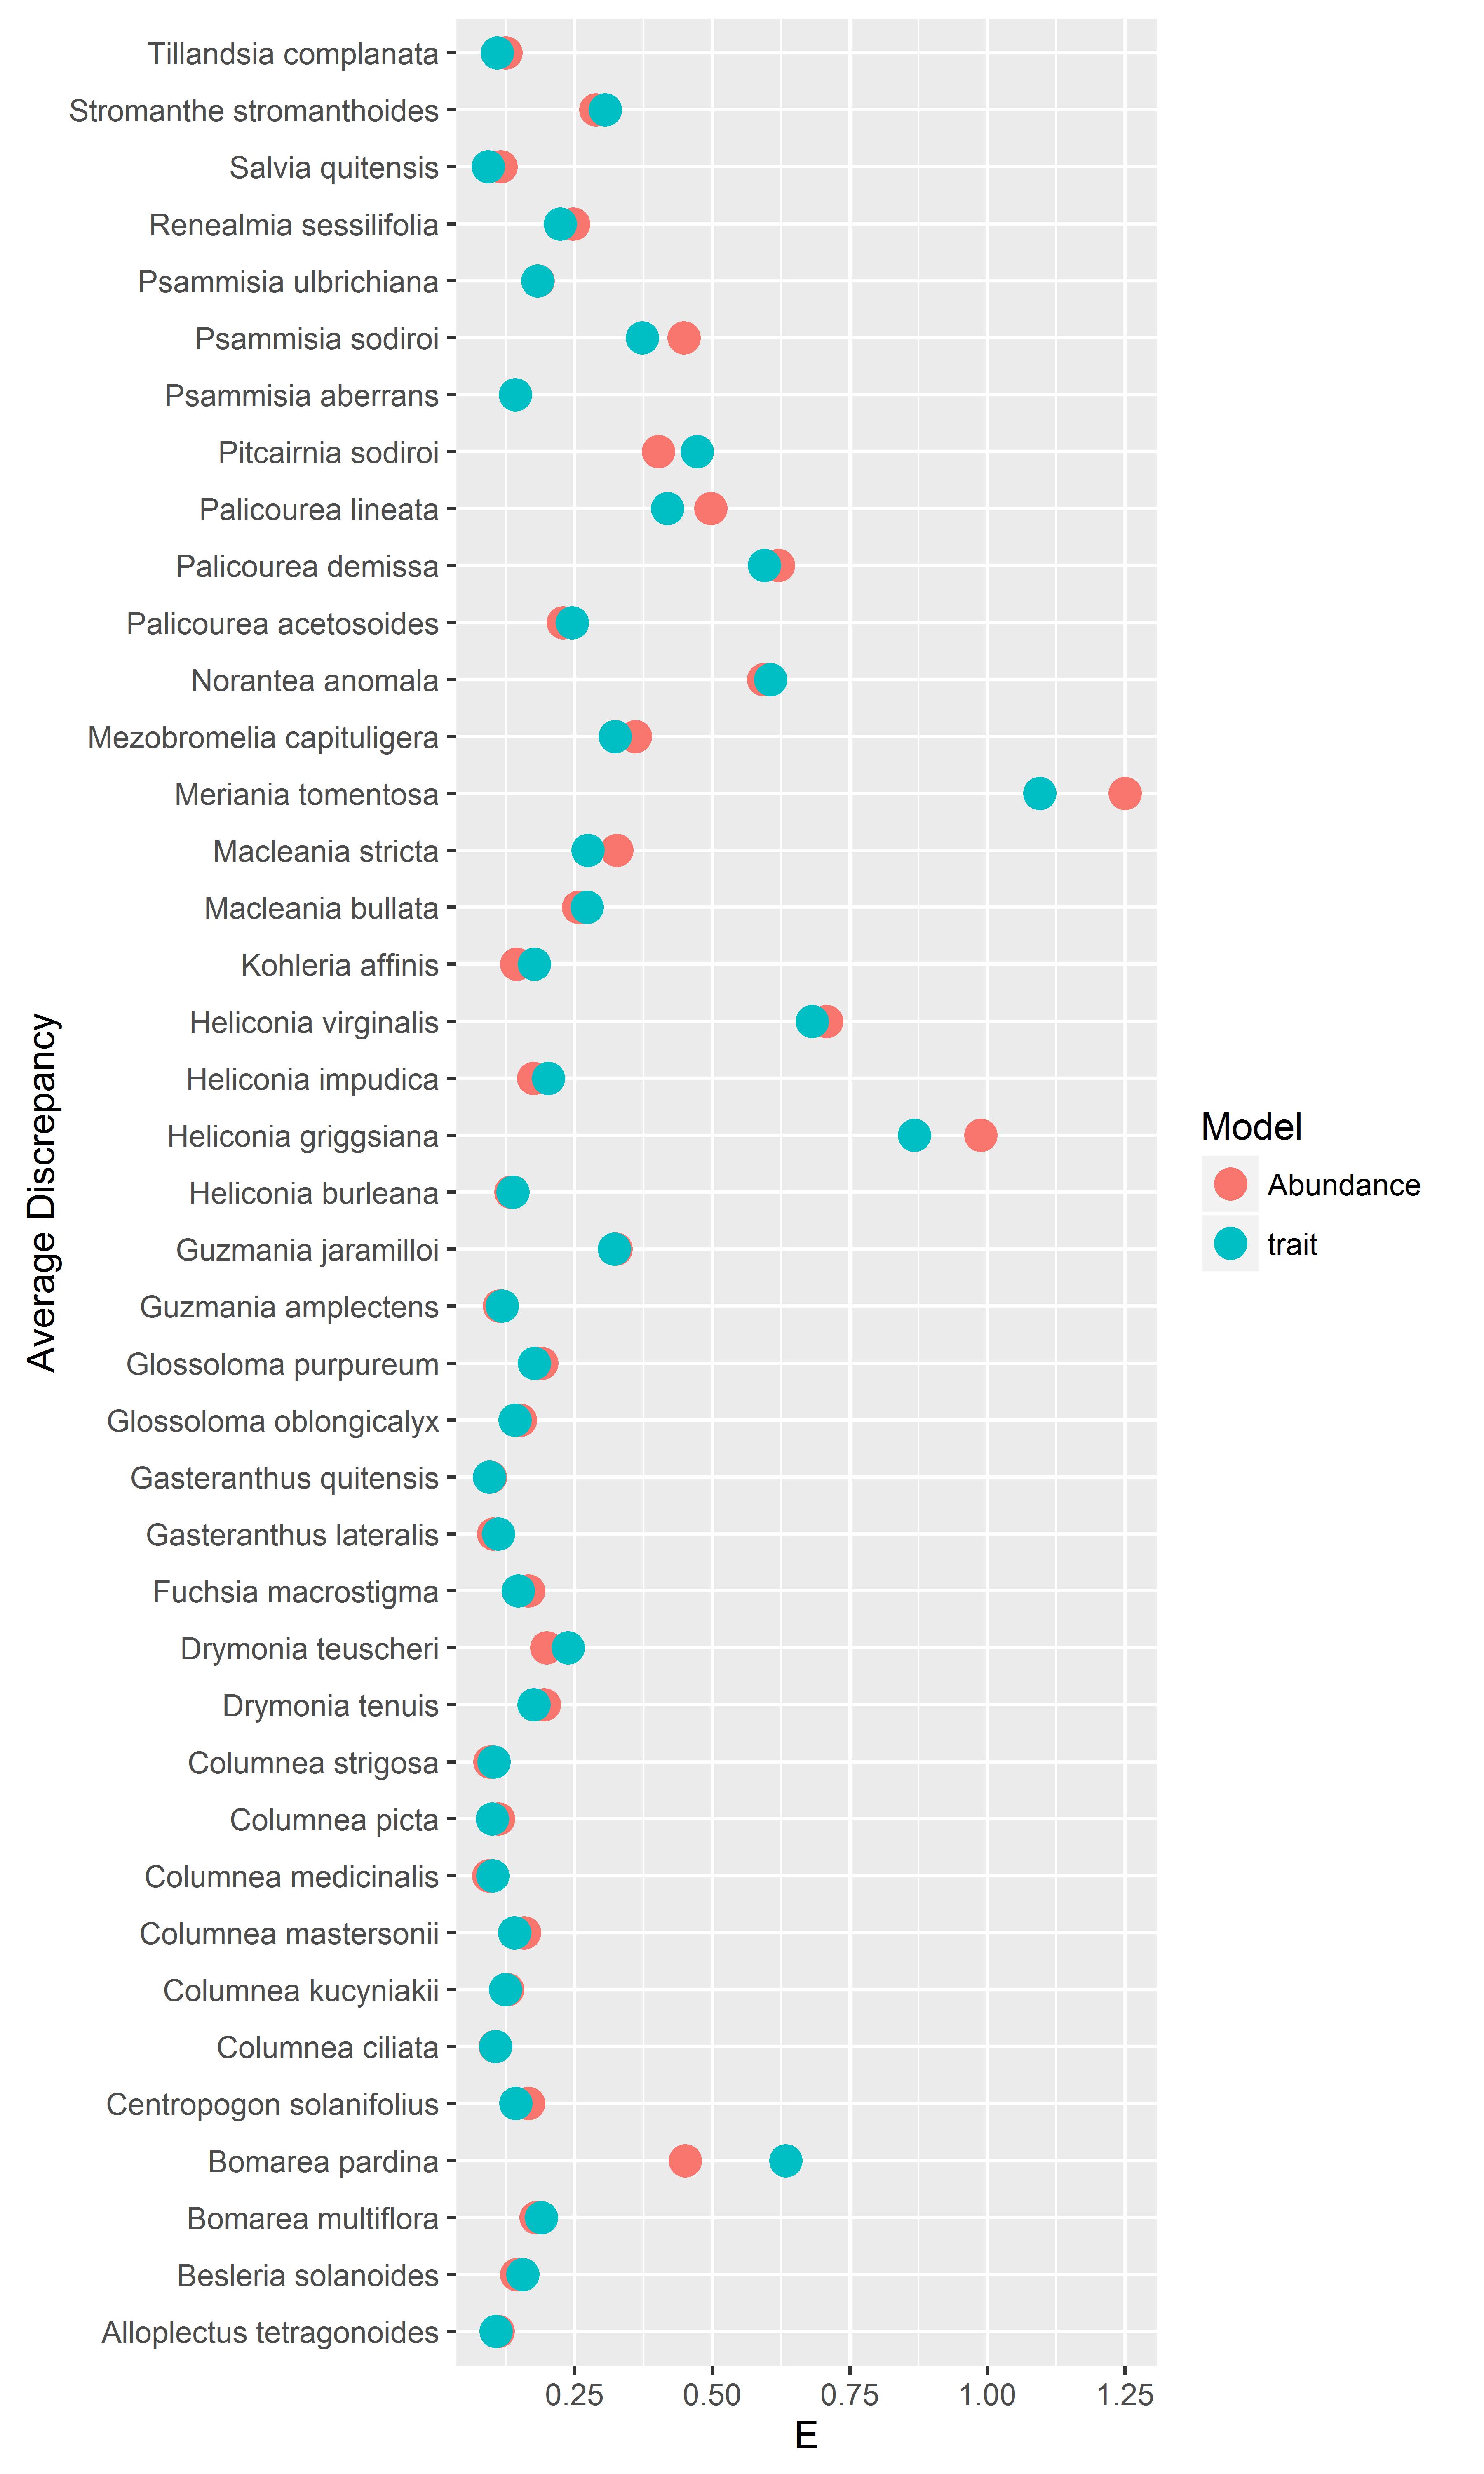 Tillandsia complanata
Stromanthe stromanthoides
Salvia quitensis
Renealmia sessilifolia
Psammisia ulbrichiana
Psammisia sodiroi
Psammisia aberrans
Pitcairnia sodiroi
Palicourea lineata
Palicourea demissa
Palicourea acetosoides
Norantea anomala
Mezobromelia capituligera
Meriania tomentosa
Macleania stricta
Macleania bullata
Kohleria affinis
Heliconia virginalis
Heliconia impudica
Heliconia griggsiana
Heliconia burleana
Guzmania jaramilloi
Guzmania amplectens
Glossoloma purpureum
Glossoloma oblongicalyx
Gasteranthus quitensis
Gasteranthus lateralis
Fuchsia macrostigma
Drymonia teuscheri
Drymonia tenuis
Columnea strigosa
Columnea picta
Columnea medicinalis
Columnea mastersonii
Columnea kucyniakii
Columnea ciliata
Centropogon solanifolius
Bomarea pardina
Bomarea multiflora
Besleria solanoides
Alloplectus tetragonoides
Average Discrepancy
0.25 0.50 0.75 1.00 1.25
E
Model
Abundance
trait